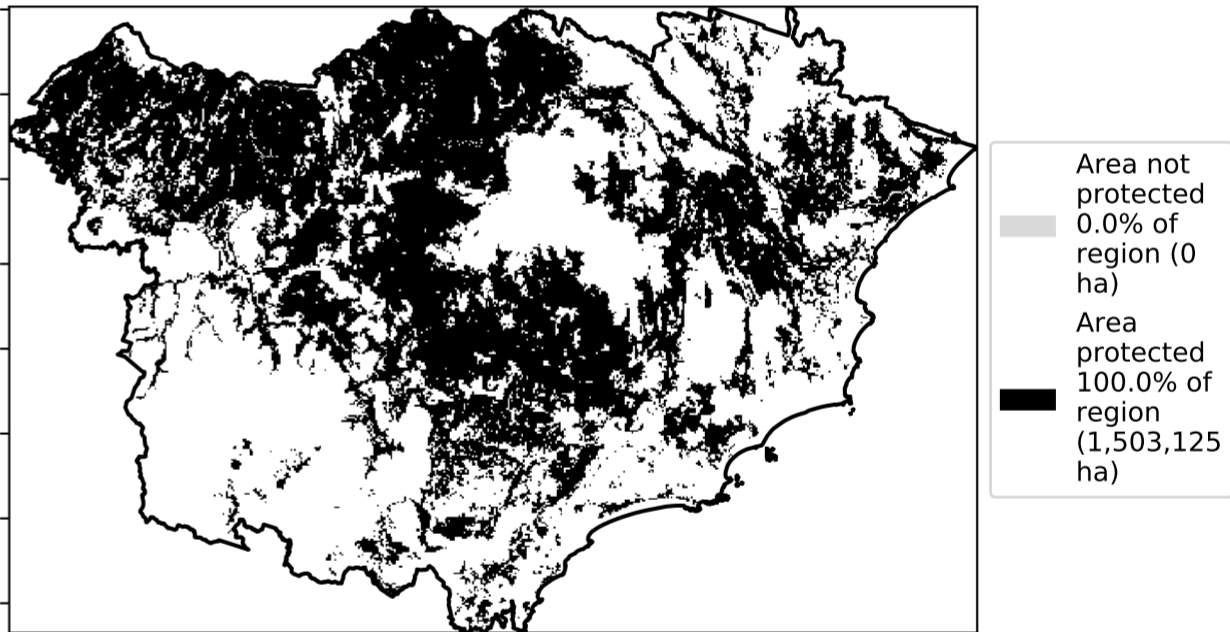 Area not
protected
0.0% of
region (0
ha)
Area
protected
100.0% of
region
(1,503,125
ha)